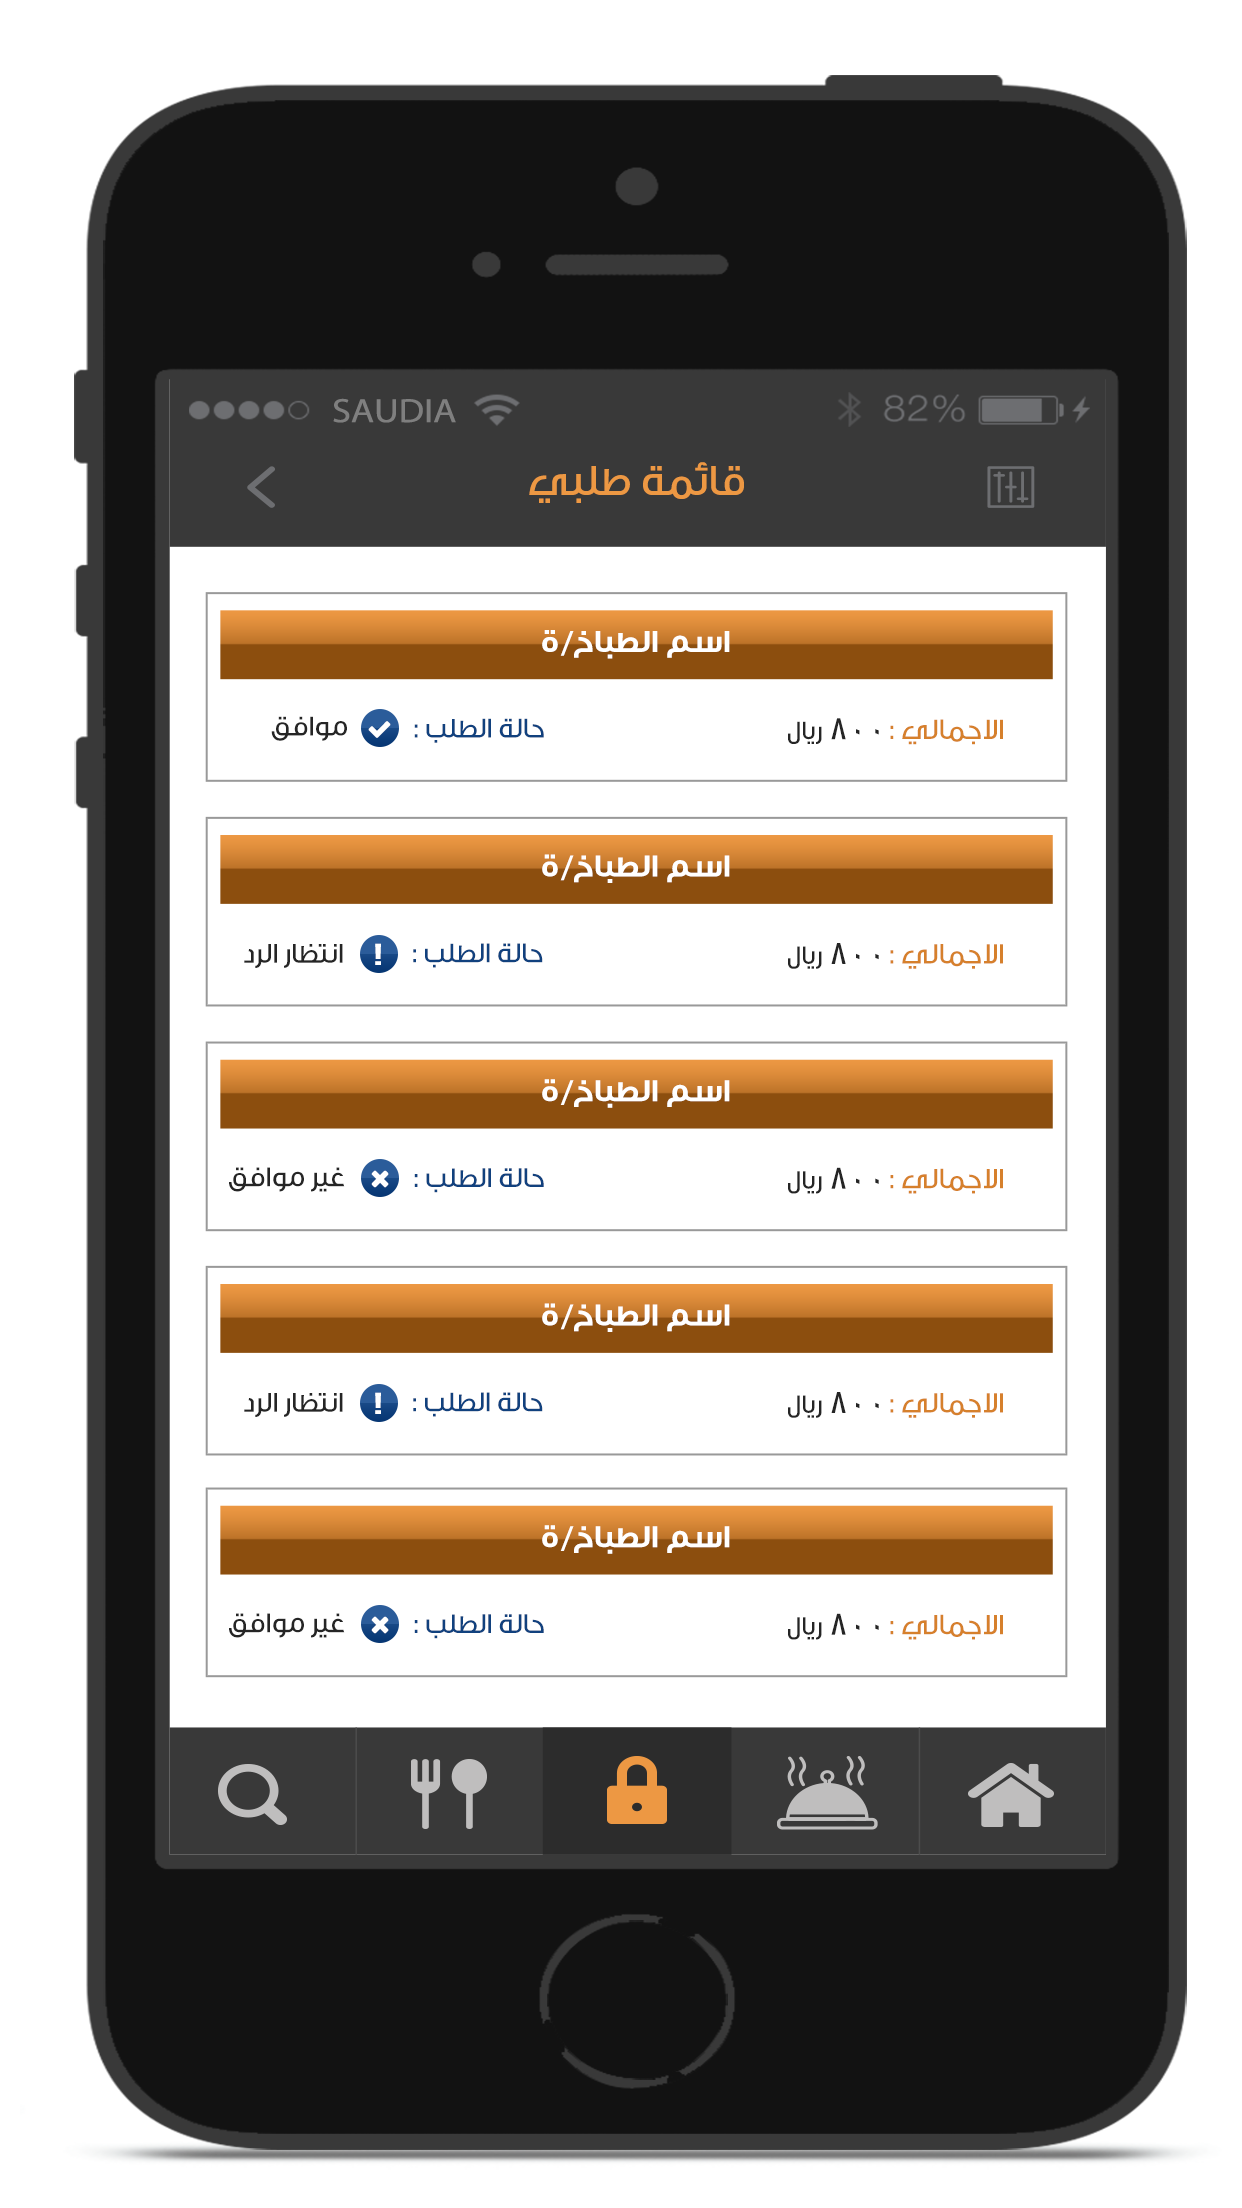 SAUDIA 82%
قائمة طلبي
اسم الطباخ/ة
الاجمالي : ٨٠٠ ريال حالة الطلب : موافق
اسم الطباخ/ة
الاجمالي : ٨٠٠ ريال حالة الطلب : انتظار الرد
اسم الطباخ/ة
الاجمالي : ٨٠٠ ريال حالة الطلب : غير موافق
اسم الطباخ/ة
الاجمالي : ٨٠٠ ريال حالة الطلب : انتظار الرد
اسم الطباخ/ة
الاجمالي : ٨٠٠ ريال حالة الطلب : غير موافق